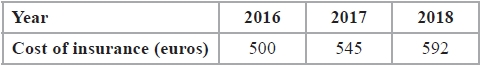 Year 2016 2017 2018
Cost of insurance (euros) 500 545 592